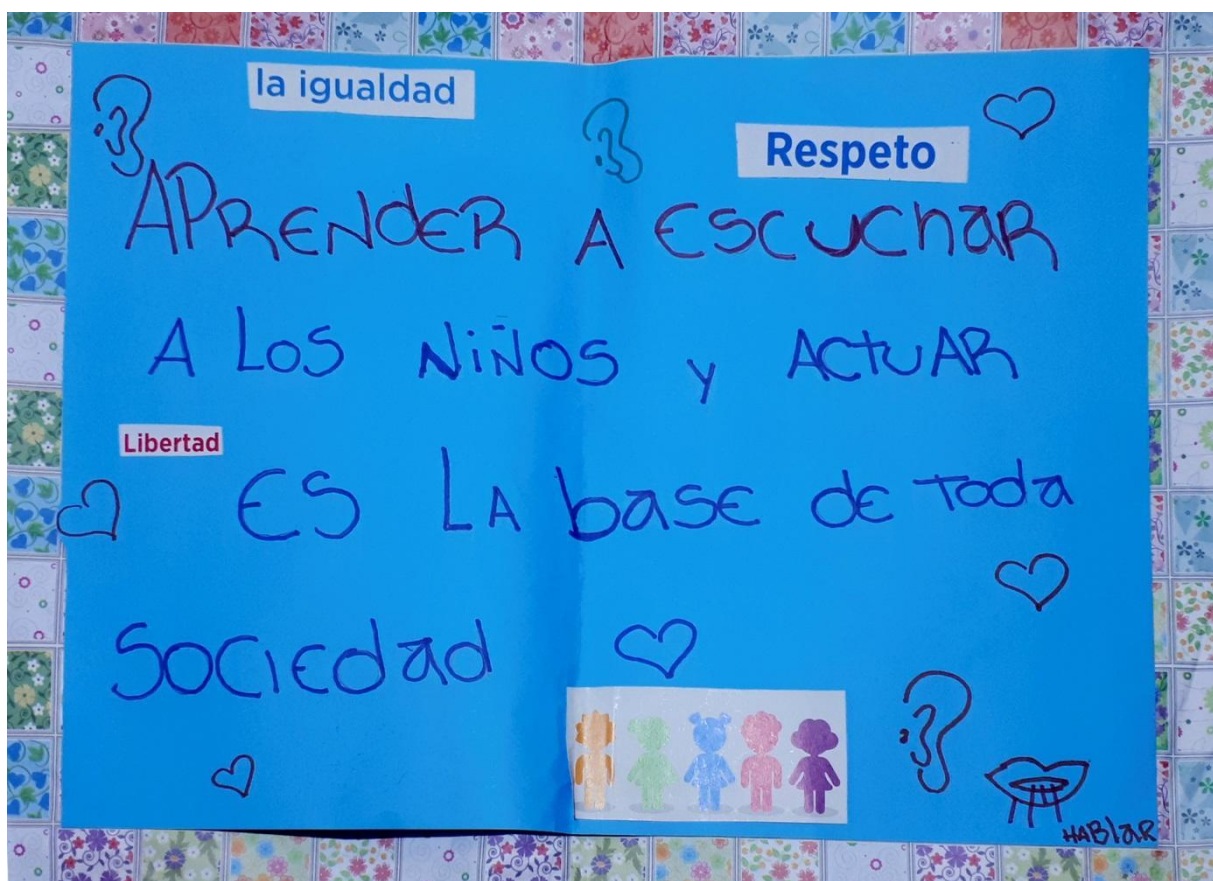 la igualdad
Respeto
APRENdER A ESCUChaR
A LoS NiÑOS y ACtUAR
Libertad
ES LA baSE dE Toda
SOCiEdad
HABlaR